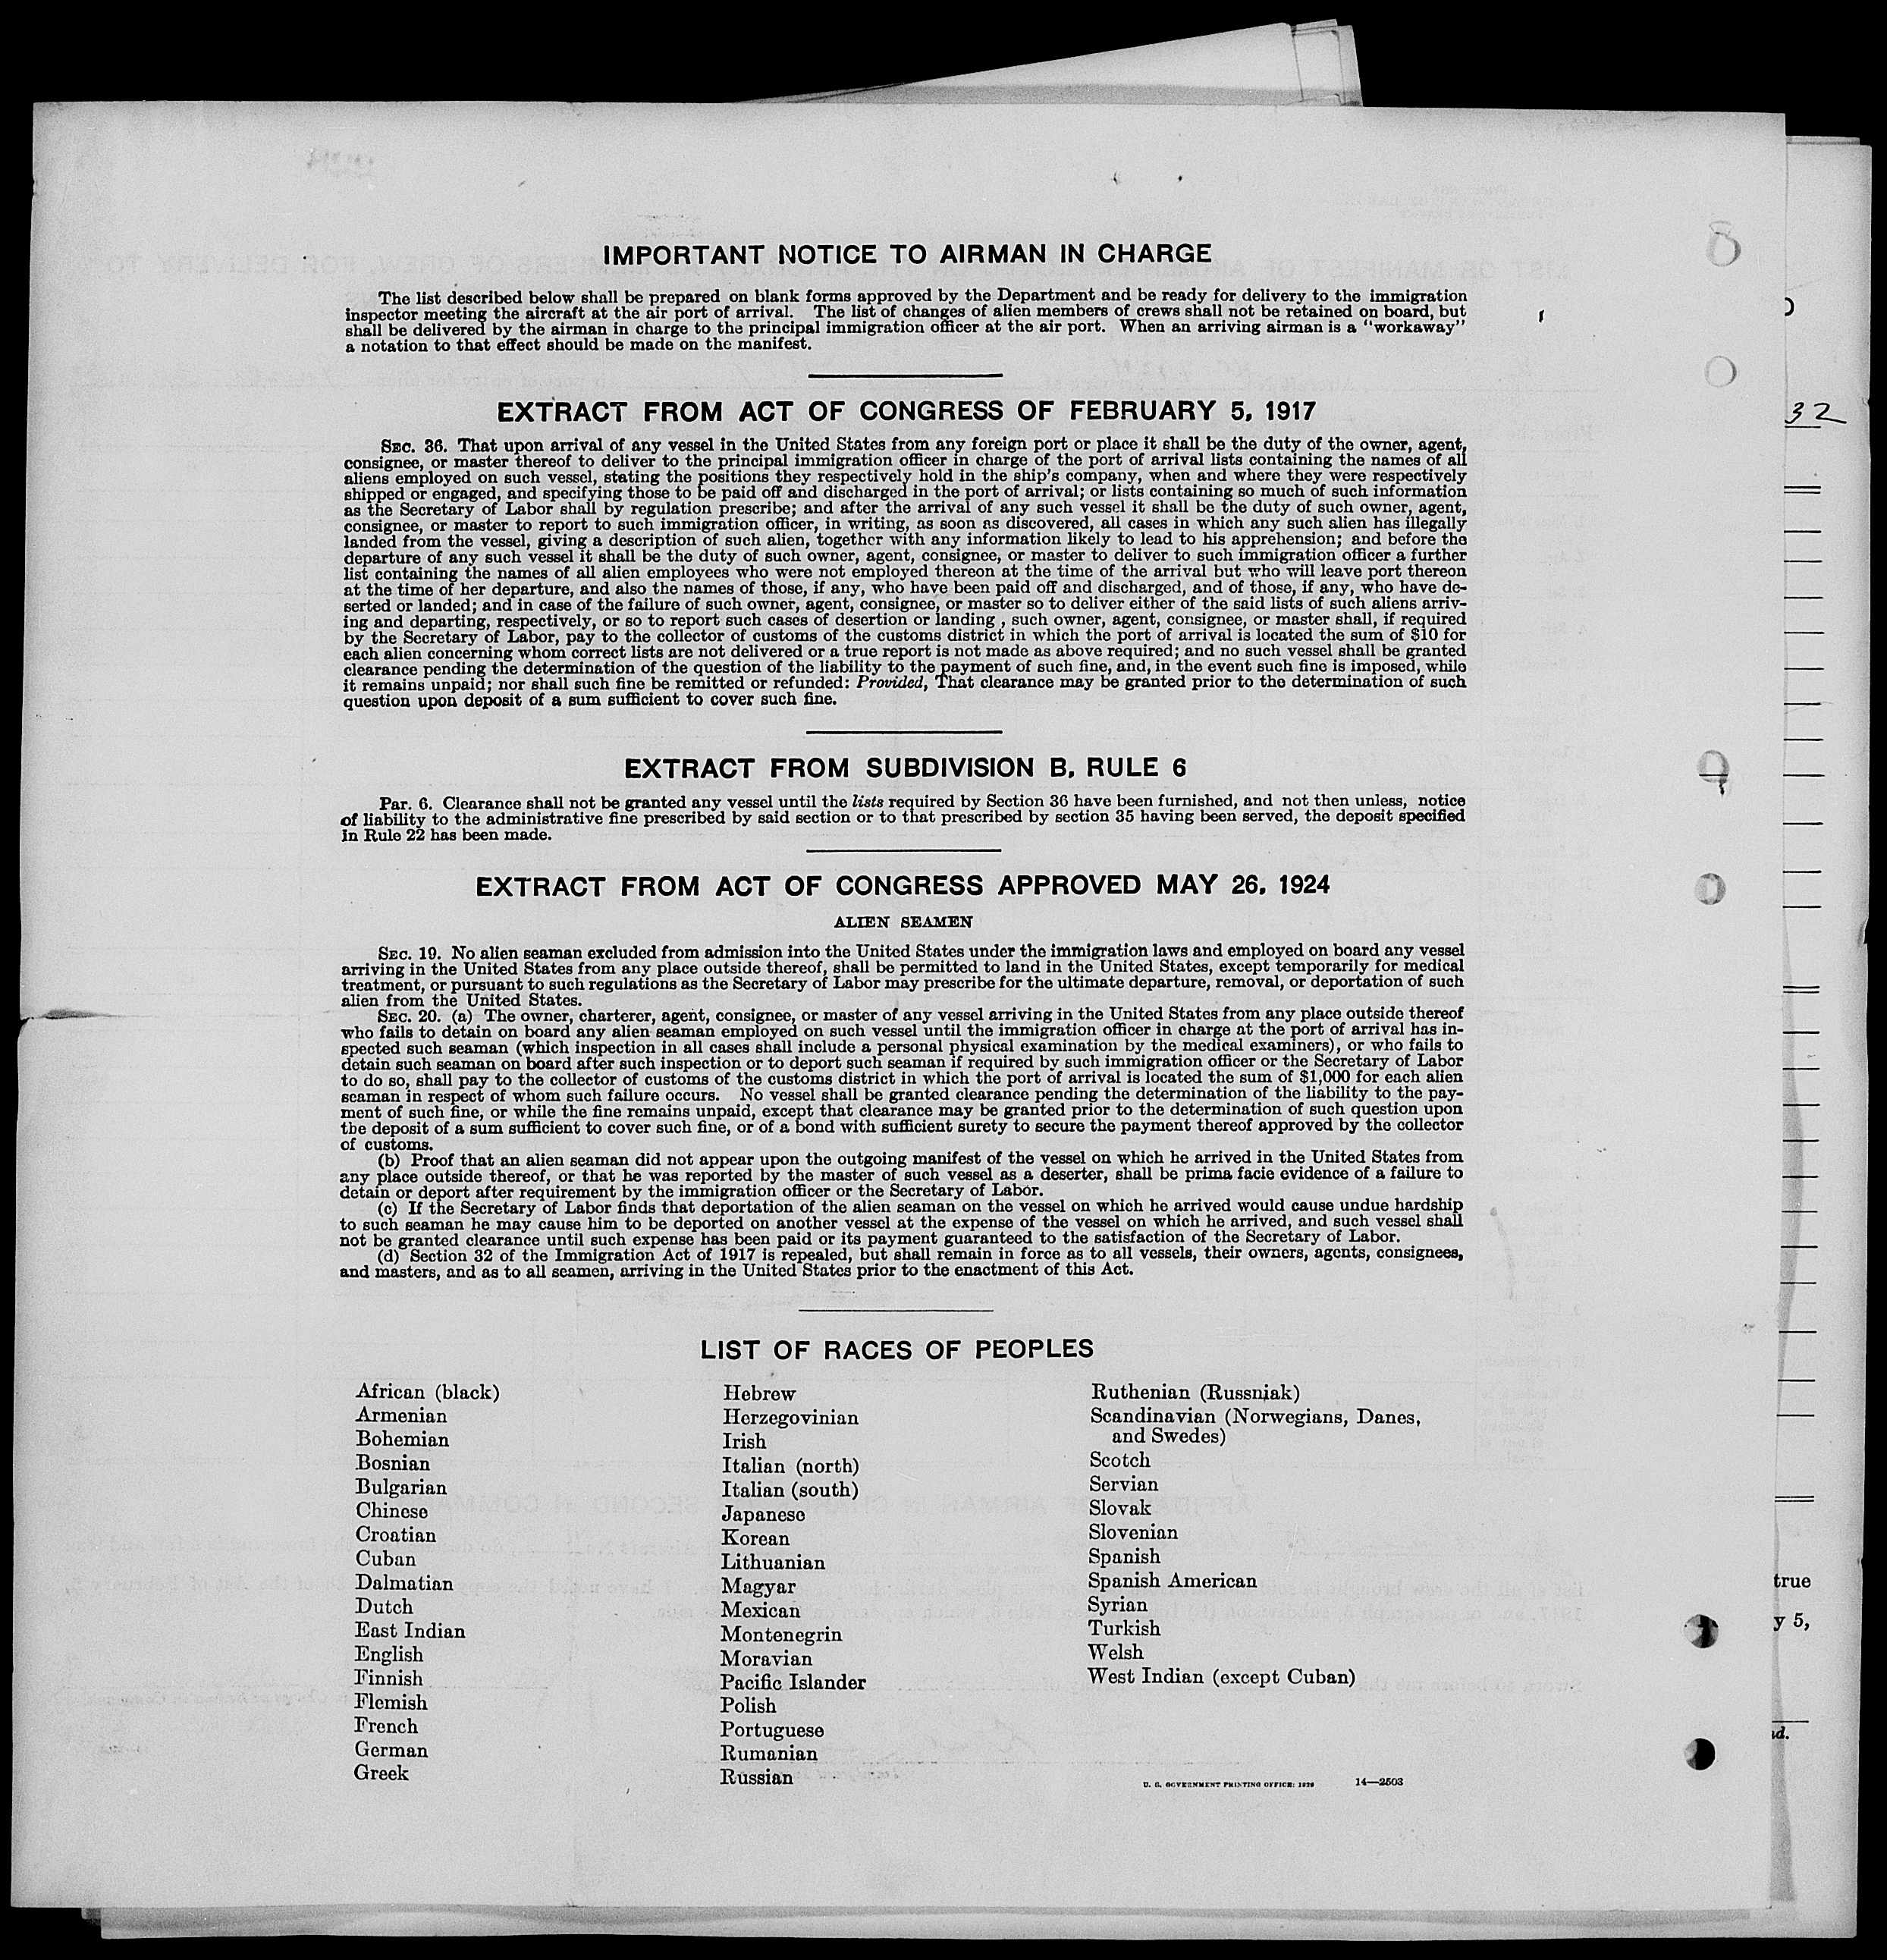 IMPORTANT NOTICE TO AIRMAN IN CHARGE
The list described below shall be prepared on blank forms approved by the Department and be ready for delivery to the immigration
inspector meeting the aircraft at the air port of arrival. The list of changes of alien members of crews shall not be retained on board, but
shall be delivered by the airman in charge to the principal immigration officer at the air port. When an arriving airman is a "workaway"
a notation to that effect should be made on the manifest.
EXTRACT FROM ACT OF CONGRESS OF FEBRUARY 5, 1917
32
SEC. 36. That upon arrival of any vessel in the United States from any foreign port or place it shall be the duty of the owner, agent,
consignee, or master thereof to deliver to the principal immigration officer in charge of the port of arrival lists containing the names of all
aliens employed on such vessel, stating the positions they respectively hold in the ship's company, when and where they were respectively
shipped or engaged, and specifying those to be paid off and discharged in the port of arrival; or lists containing so much of such information
as the Secretary of Labor shall by regulation prescribe; and after the arrival of any such vessel it shall be the duty of such owner, agent,
consignee, or master to report to such immigration officer, in writing, as soon as discovered, all cases in which any such alien has illegally
landed from the vessel, giving a description of such alien, together with any information likely to lead to his apprehension; and before the
departure of any such vessel it shall be the duty of such owner, agent, consignee, or master to deliver to such immigration officer a further
list containing the names of all alien employees who were not employed thereon at the time of the arrival but who will leave port thereon
at the time of her departure, and also the names of those, if any, who have been paid off and discharged, and of those, if any, who have de-
serted or landed; and in case of the failure of such owner, agent, consignee, or master so to deliver either of the said lists of such aliens arriv-
ing and departing, respectively, or so to report such cases of desertion or landing , such owner, agent, consignee, or master shall, if required
by the Secretary of Labor, pay to the collector of customs of the customs district in which the port of arrival is located the sum of $10 for
each alien concerning whom correct lists are not delivered or a true report is not made as above required; and no such vessel shall be granted
clearance pending the determination of the question of the liability to the payment of such fine, and, in the event such fine is imposed, while
it remains unpaid; nor shall such fine be remitted or refunded: Provided, That clearance may be granted prior to the determination of such
question upon deposit of a sum sufficient to cover such fine.
EXTRACT FROM SUBDIVISION B, RULE 6
Par. 6. Clearance shall not be granted any vessel until the lists required by Section 36 have been furnished, and not then unless, notice
of liability to the administrative fine prescribed by said section or to that prescribed by section 35 having been served, the deposit specified
in Rule 22 has been made.
EXTRACT FROM ACT OF CONGRESS APPROVED MAY 26, 1924
ALIEN SEAMEN
SEC. 19. No alien seaman excluded from admission into the United States under the immigration laws and employed on board any vessel
arriving in the United States from any place outside thereof, shall be permitted to land in the United States, except temporarily for medical
treatment, or pursuant to such regulations as the Secretary of Labor may prescribe for the ultimate departure, removal, or deportation of such
alien from the United States.
SEC. 20. (a) The owner, charterer, agent, consignee, or master of any vessel arriving in the United States from any place outside thereof
who fails to detain on board any alien seaman employed on such vessel until the immigration officer in charge at the port of arrival has in-
spected such seaman (which inspection in all cases shall include a personal physical examination by the medical examiners), or who fails to
detain such seaman on board after such inspection or to deport such seaman if required by such immigration officer or the Secretary of Labor
to do so, shall pay to the collector of customs of the customs district in which the port of arrival is located the sum of $1,000 for each alien
seaman in respect of whom such failure occurs. No vessel shall be granted clearance pending the determination of the liability to the pay-
ment of such fine, or while the fine remains unpaid, except that clearance may be granted prior to the determination of such question upon
the deposit of a sum sufficient to cover such fine, or of a bond with sufficient surety to secure the payment thereof approved by the collector
of customs.
(b) Proof that an alien seaman did not appear upon the outgoing manifest of the vessel on which he arrived in the United States from
any place outside thereof, or that he was reported by the master of such vessel as a deserter, shall be prima facie evidence of a failure to
detain or deport after requirement by the immigration officer or the Secretary of Labor.
(c) If the Secretary of Labor finds that deportation of the alien seaman on the vessel on which he arrived would cause undue hardship
to such seaman he may cause him to be deported on another vessel at the expense of the vessel on which he arrived, and such vessel shall
not be granted clearance until such expense has been paid or its payment guaranteed to the satisfaction of the Secretary of Labor.
(d) Section 32 of the Immigration Act of 1917 is repealed, but shall remain in force as to all vessels, their owners, agents, consignees,
and masters, and as to all seamen, arriving in the United States prior to the enactment of this Act.
LIST OF RACES OF PEOPLES
African (black)
Armenian
Bohemian
Bosnian
Bulgarian
Chinese
Croatian
Cuban
Dalmatian
Dutch
East Indian
English
Finnish
Flemish
French
German
Greek
Hebrew
Herzegovinian
Irish
Italian (north)
Italian (south)
Japanese
Korean
Lithuanian
Magyar
Mexican
Montenegrin
Moravian
Pacific Islander
Polish
Portuguese
Rumanian
Russian
Ruthenian (Russniak)
Scandinavian (Norwegians, Danes,
and Swedes)
Scotch
Servian
Slovak
Slovenian
Spanish
Spanish American
Syrian
Turkish
Welsh
West Indian (except Cuban)
U. S. GOVERNMENT PRINTING OFFICE: 1929 14—2503
true
y 5,